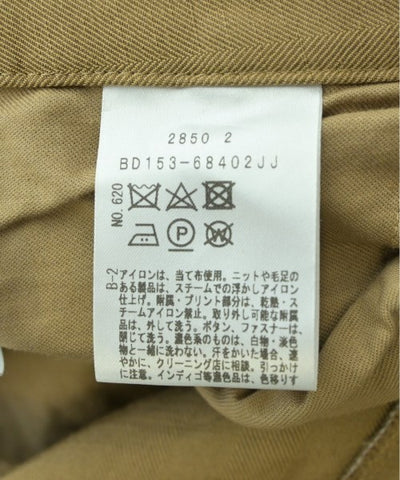 2850 2
BD153-68402JJ
NO.620
P
W
B-2
アイロンは、当て布使用。ニットや毛足の
ある製品は、スチームでの浮かしアイロン
仕上げ。附属・プリント部分は、乾熱・ス
チームアイロン禁止。取り外し可能な附属
品は、外して洗う。ボタン、ファスナーは、
閉じて洗う。濃色系のものは、白物・淡色
物と一緒に洗わない。汗をかいた場合、速
やかに、クリーニング店に相談。引っかけ
に注意。インディゴ等濃色品は、色移りす